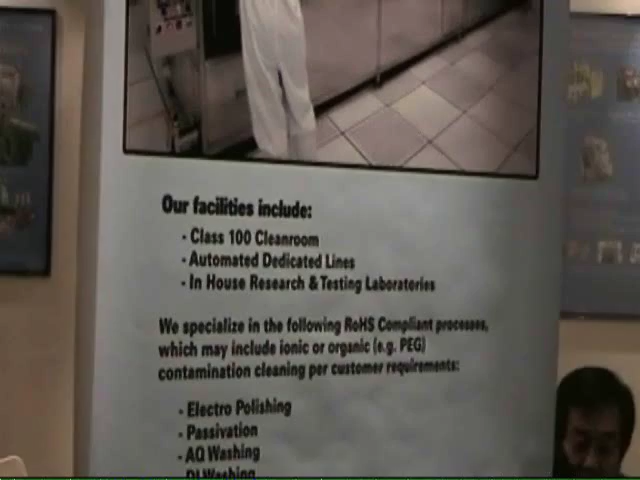 Our facilities include:
- Class 100 Cleanroom
- Automated Dedicated Lines
- In House Research & Testing Laboratories
We specialize in the following RoHS Compliant processes,
which may include ionic or organic (e.g. PEG)
contamination cleaning per customer requirements:
- Electro Polishing
- Passivation
- AQ Washing
- DI Washing